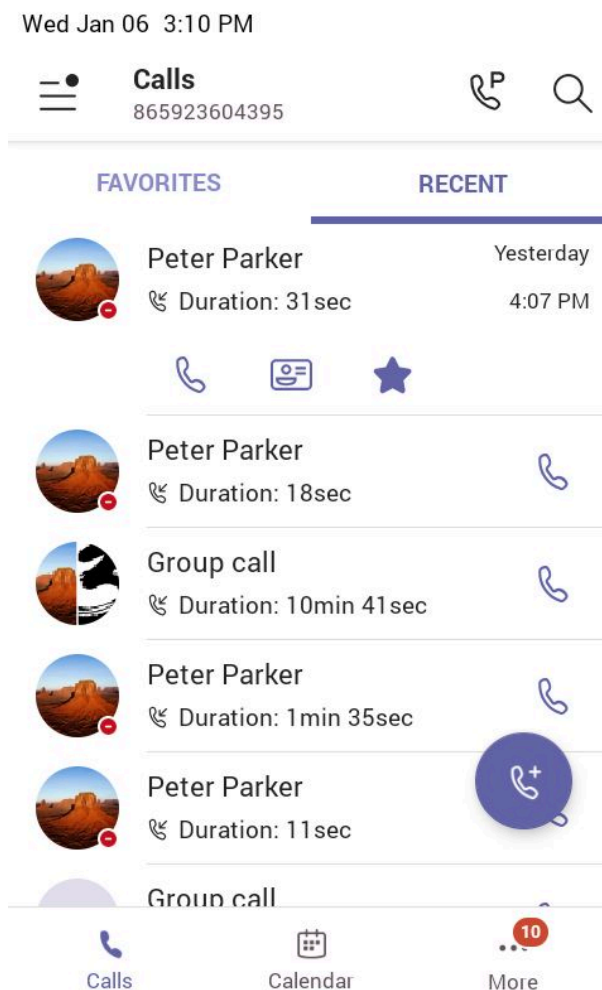 Wed Jan 06 3:10 PM
Calls
865923604395
P
FAVORITES RECENT
Peter Parker Yesterday
Duration: 31sec 4:07 PM
Peter Parker
Duration: 18sec
Group call
Duration: 10min 41sec
Peter Parker
Duration: 1min 35sec
Peter Parker
Duration: 11sec
Group call
10
Calls Calendar More